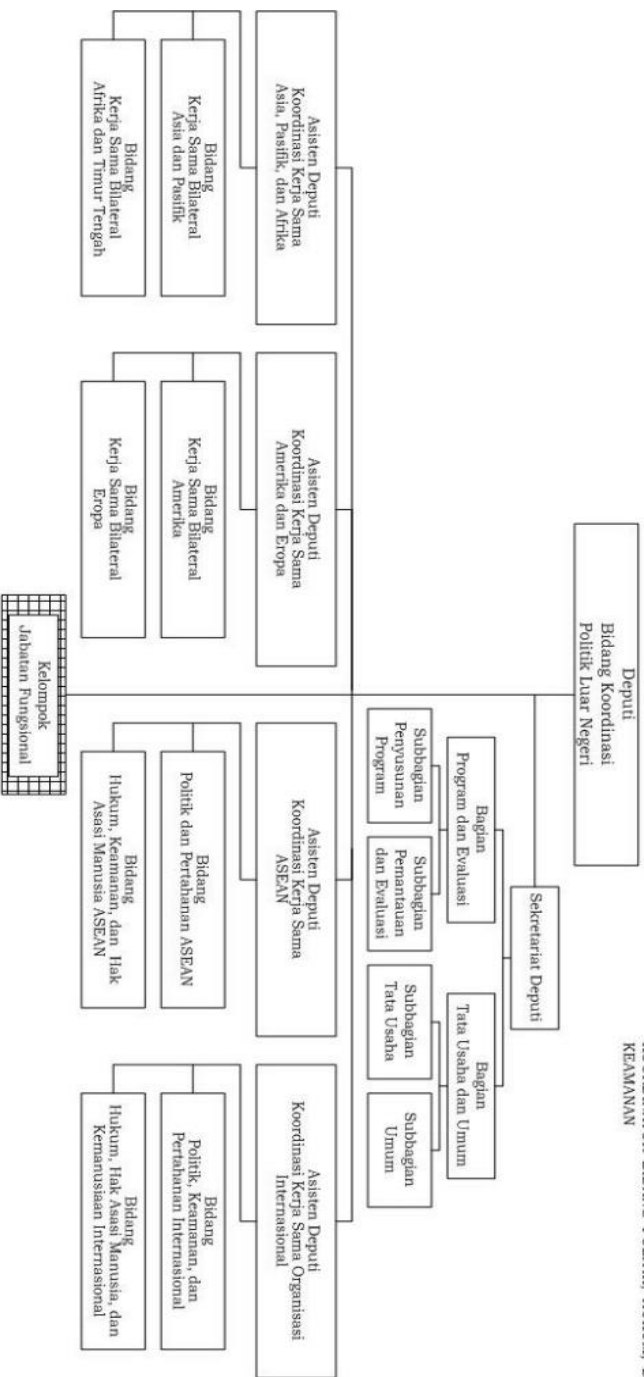 KEAMANAN
Deputi
Bidang Koordinasi
Politik Luar Negeri
Sekretariat Deputi
Bagian
Program dan Evaluasi
Bagian
Tata Usaha dan Umum
Subbagian
Penyusunan
Program
Subbagian
Pemantauan
dan Evaluasi
Subbagian
Tata Usaha
Subbagian
Umum
Asisten Deputi
Koordinasi Kerja Sama
Asia, Pasifik, dan Afrika
Asisten Deputi
Koordinasi Kerja Sama
Amerika dan Eropa
Asisten Deputi
Koordinasi Kerja Sama
ASEAN
Asisten Deputi
Koordinasi Kerja Sama Organisasi
Internasional
Bidang
Kerja Sama Bilateral
Asia dan Pasifik
Bidang
Kerja Sama Bilateral
Amerika
Bidang
Politik dan Pertahanan ASEAN
Bidang
Politik, Keamanan, dan
Pertahanan Internasional
Bidang
Kerja Sama Bilateral
Afrika dan Timur Tengah
Bidang
Kerja Sama Bilateral
Eropa
Bidang
Hukum, Keamanan, dan Hak
Asasi Manusia ASEAN
Bidang
Hukum, Hak Asasi Manusia, dan
Kemanusiaan Internasional
Kelompok
Jabatan Fungsional